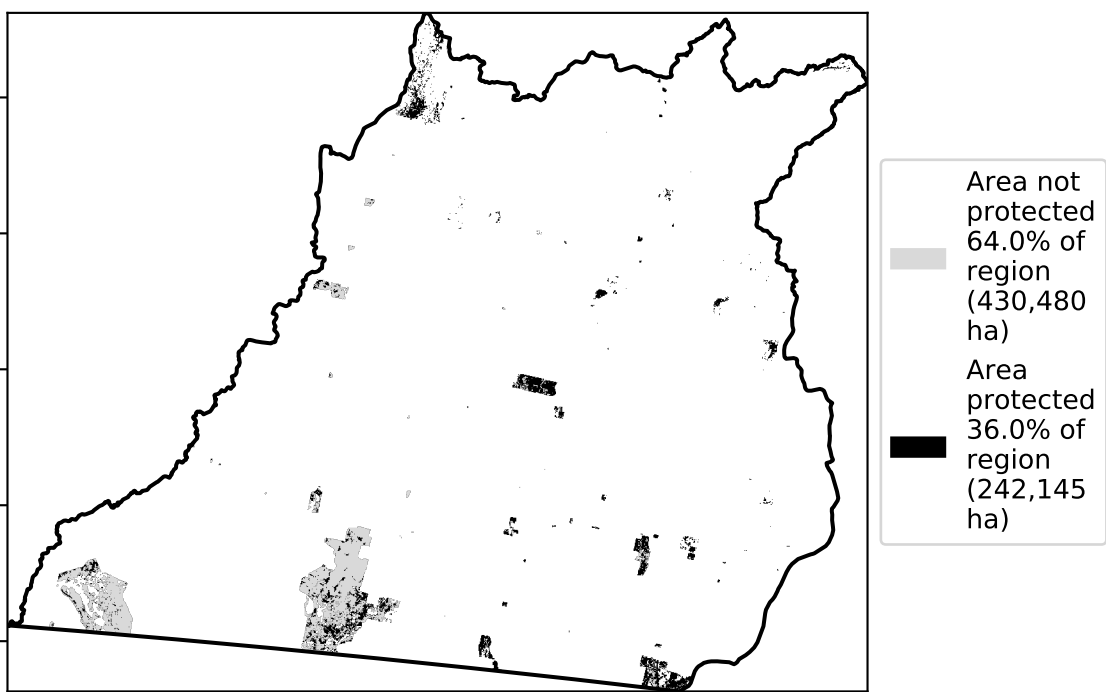 Area not
protected
64.0% of
region
(430,480
ha)
Area
protected
36.0% of
region
(242,145
ha)